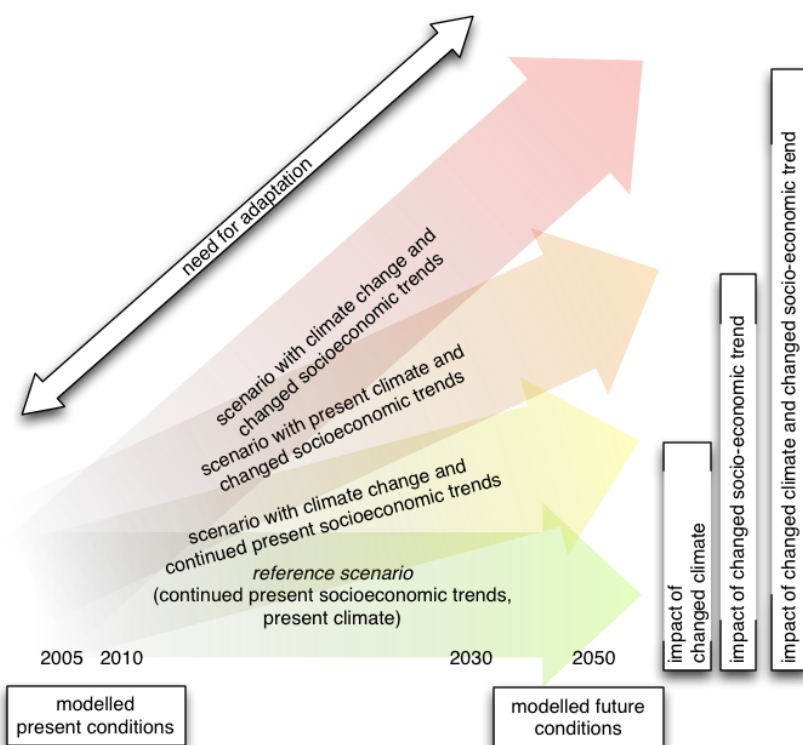 need for adaptation
scenario with climate change and
changed socioeconomic trends
scenario with present climate and
changed socioeconomic trends
scenario with climate change and
continued present socioeconomic trends
reference scenario
(continued present socioeconomic trends,
present climate)
2005 2010 2030 2050
modelled
present conditions
modelled future
conditions
impact of
changed climate
impact of changed socio-economic trend
impact of changed climate and changed socio-economic trend